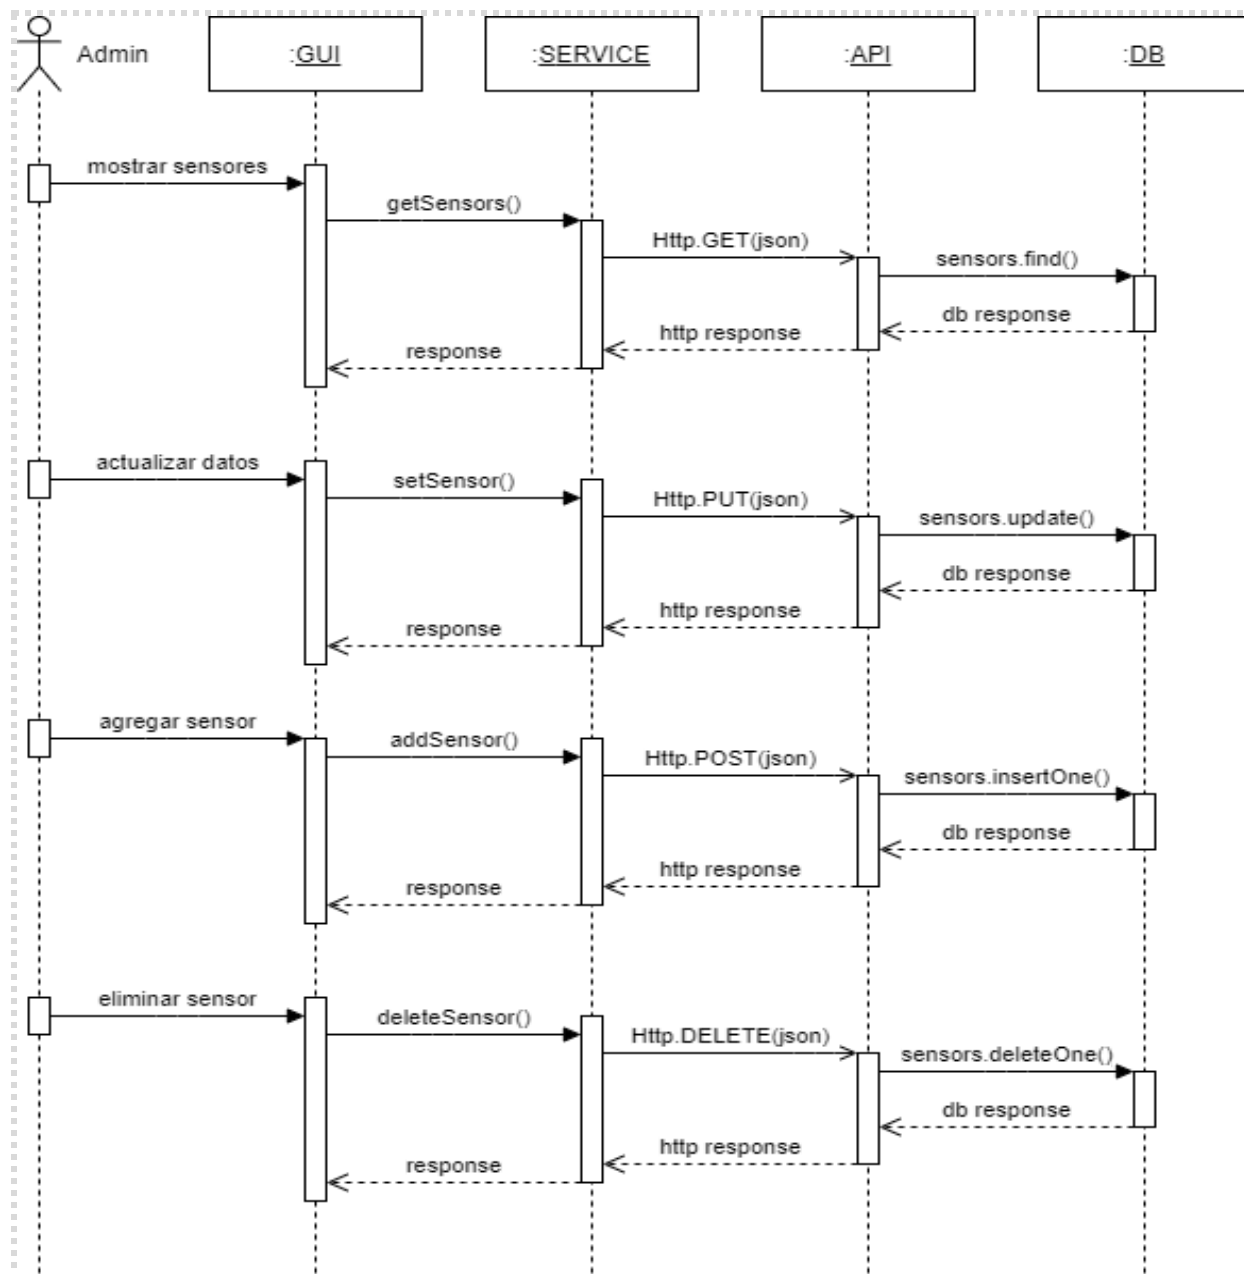 Admin
:GUI
:SERVICE
:API
:DB
mostrar sensores
getSensors()
Http.GET(json)
sensors.find()
db response
http response
response
actualizar datos
setSensor()
Http.PUT(json)
sensors.update()
db response
http response
response
agregar sensor
addSensor()
Http.POST(json)
sensors.insertOne()
db response
http response
response
eliminar sensor
deleteSensor()
Http.DELETE(json)
sensors.deleteOne()
db response
http response
response